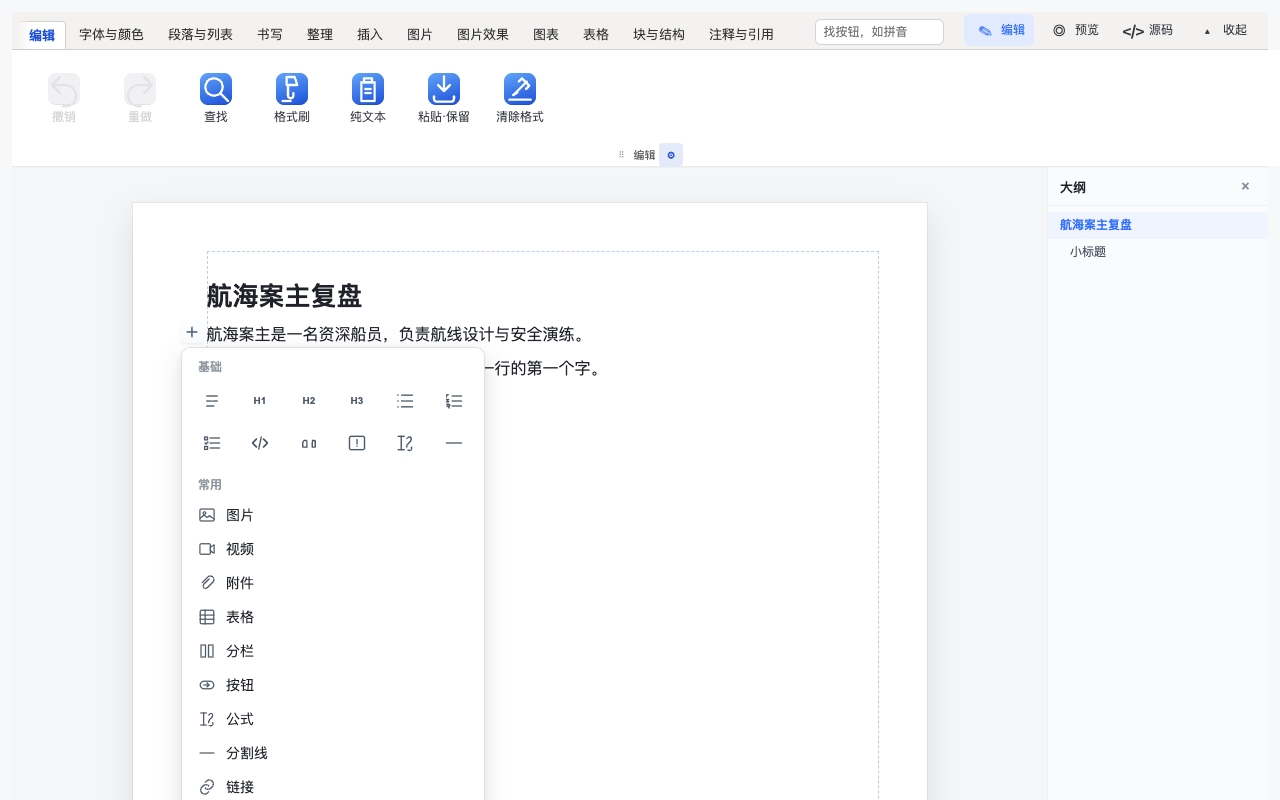 编辑 字体与颜色 段落与列表 书写 整理 插入 图片 图片效果 图表 表格 块与结构 注释与引用 找按钮，如拼音 编辑 预览 </> 源码 收起
撤销 重做 查找 格式刷 纯文本 粘贴·保留 清除格式
编辑
大纲
航海案主复盘
小标题
航海案主复盘
航海案主是一名资深船员，负责航线设计与安全演练。
一行的第一个字。
基础
H1 H2 H3
常用
图片
视频
附件
表格
分栏
按钮
公式
分割线
链接